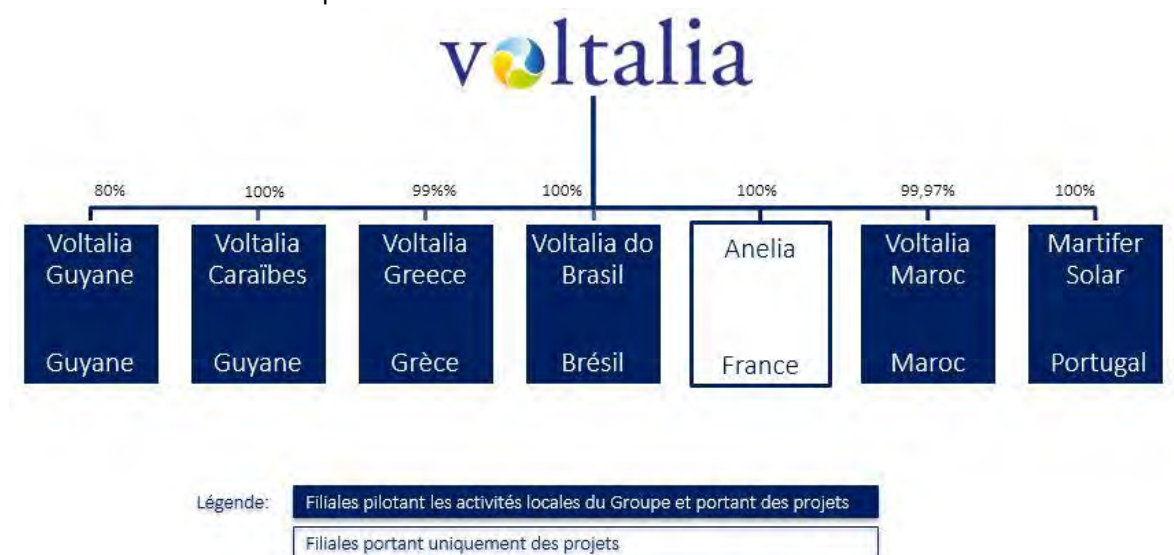 voltalia
80% 100% 99%% 100% 100% 99,97% 100%
Voltalia Guyane
Guyane
Voltalia Caraïbes
Guyane
Voltalia Greece
Grèce
Voltalia do Brasil
Brésil
Anelia
France
Voltalia Maroc
Maroc
Martifer Solar
Portugal
Légende:
Filiales pilotant les activités locales du Groupe et portant des projets
Filiales portant uniquement des projets